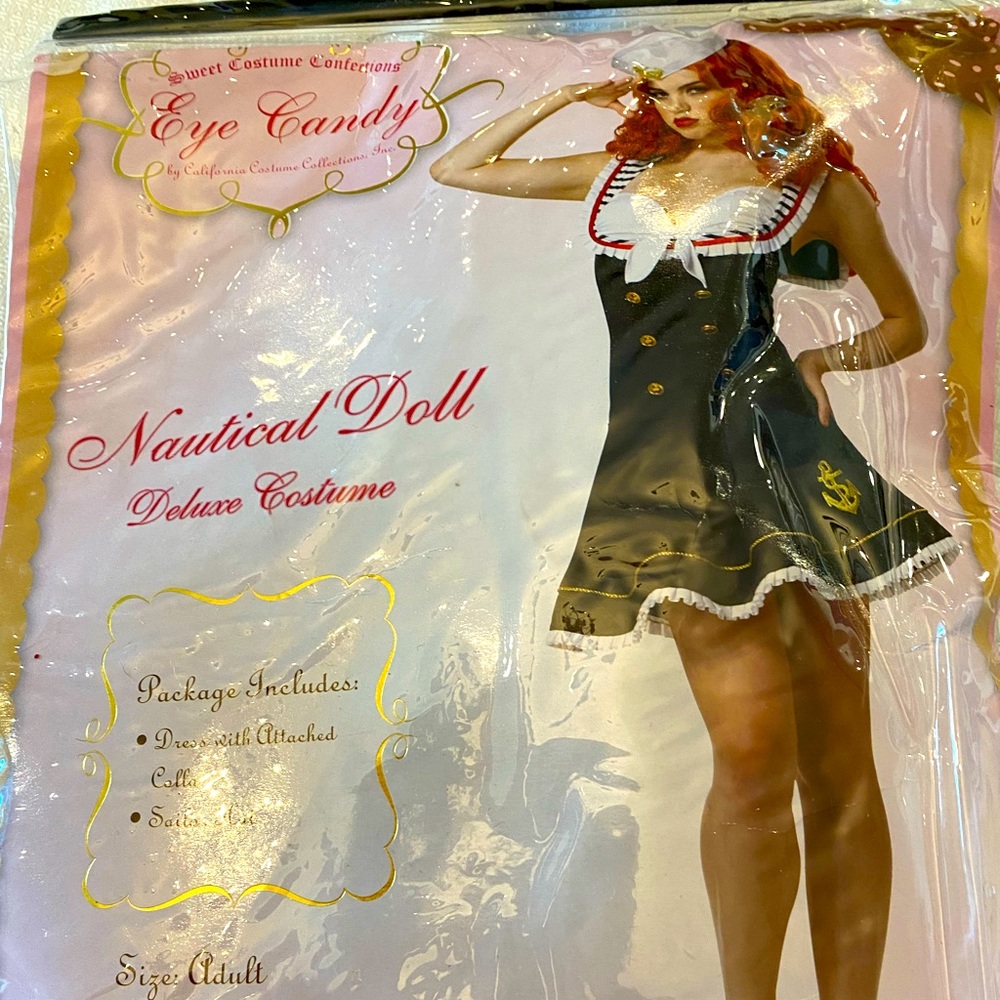 Sweet Costume Confections
Eye Candy
by California Costume Collections, Inc.
Nautical Doll
Deluxe Costume
Package Includes:
• Dress with Attached
•
Size: Adult